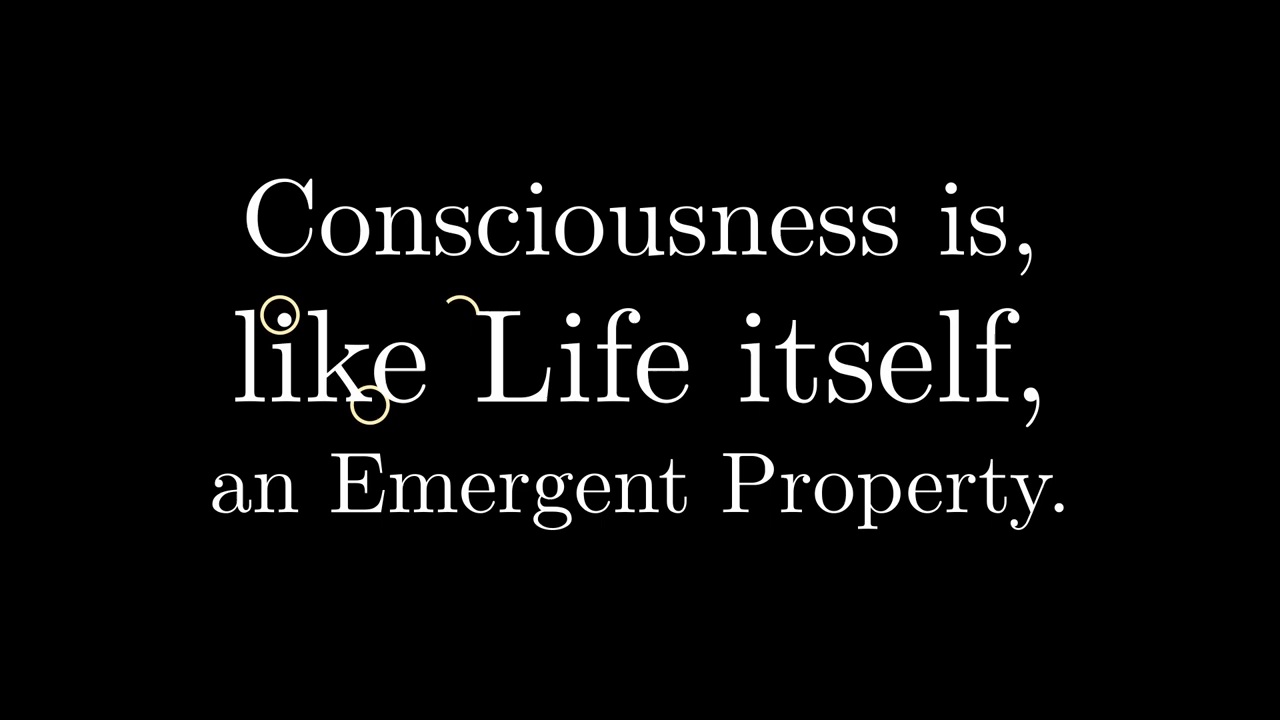 Consciousness is,
like Life itself,
an Emergent Property.